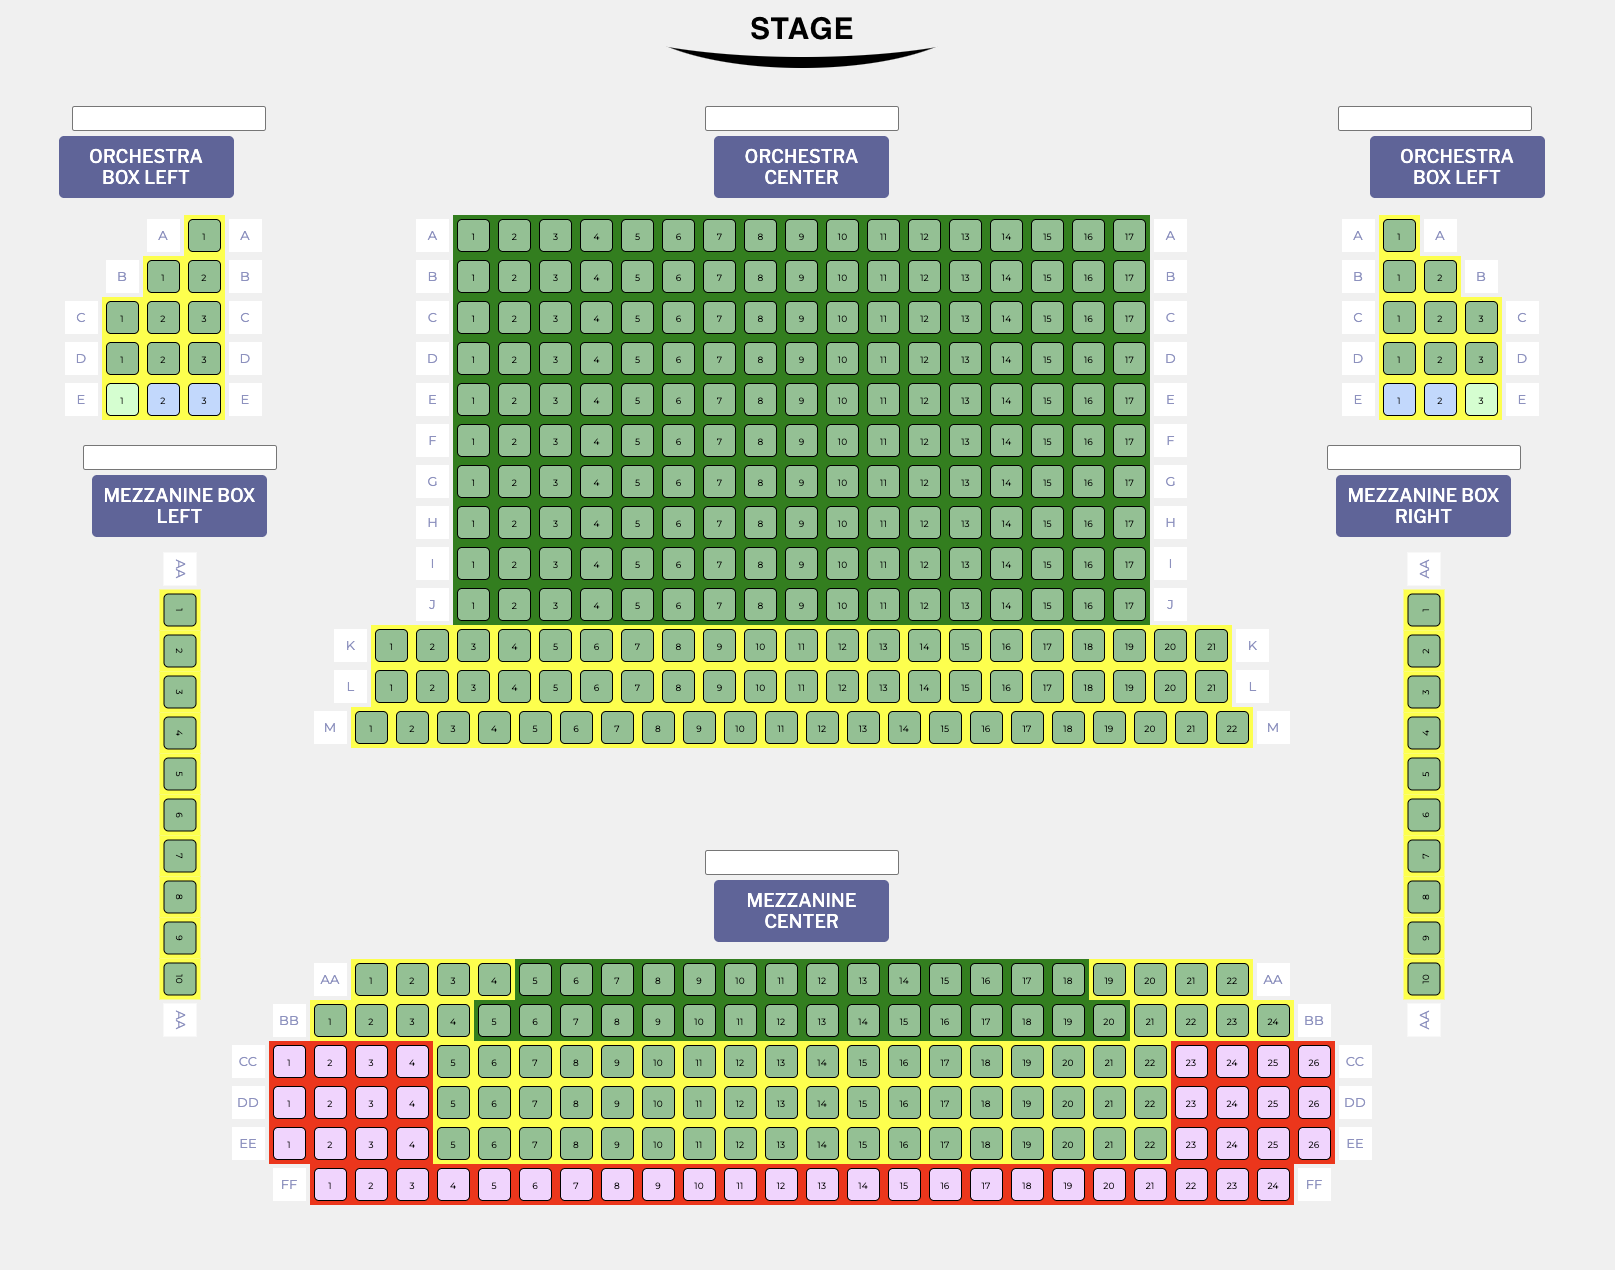 STAGE
ORCHESTRA
BOX LEFT
ORCHESTRA
CENTER
ORCHESTRA
BOX LEFT
A 1 A
B 1 2 B
C 1 2 3 C
D 1 2 3 D
E 1 2 3 E
A 1 2 3 4 5 6 7 8 9 10 11 12 13 14 15 16 17 A
B 1 2 3 4 5 6 7 8 9 10 11 12 13 14 15 16 17 B
C 1 2 3 4 5 6 7 8 9 10 11 12 13 14 15 16 17 C
D 1 2 3 4 5 6 7 8 9 10 11 12 13 14 15 16 17 D
E 1 2 3 4 5 6 7 8 9 10 11 12 13 14 15 16 17 E
F 1 2 3 4 5 6 7 8 9 10 11 12 13 14 15 16 17 F
G 1 2 3 4 5 6 7 8 9 10 11 12 13 14 15 16 17 G
H 1 2 3 4 5 6 7 8 9 10 11 12 13 14 15 16 17 H
I 1 2 3 4 5 6 7 8 9 10 11 12 13 14 15 16 17 I
J 1 2 3 4 5 6 7 8 9 10 11 12 13 14 15 16 17 J
K 1 2 3 4 5 6 7 8 9 10 11 12 13 14 15 16 17 18 19 20 21 K
L 1 2 3 4 5 6 7 8 9 10 11 12 13 14 15 16 17 18 19 20 21 L
M 1 2 3 4 5 6 7 8 9 10 11 12 13 14 15 16 17 18 19 20 21 22 M
A 1 A
B 1 2 B
C 1 2 3 C
D 1 2 3 D
E 1 2 3 E
MEZZANINE BOX
LEFT
AA 1 2 3 4 5 6 7 8 9 10 AA
MEZZANINE BOX
RIGHT
AA 1 2 3 4 5 6 7 8 9 10 AA
MEZZANINE
CENTER
AA 1 2 3 4 5 6 7 8 9 10 11 12 13 14 15 16 17 18 19 20 21 22 AA
BB 1 2 3 4 5 6 7 8 9 10 11 12 13 14 15 16 17 18 19 20 21 22 23 24 BB
CC 1 2 3 4 5 6 7 8 9 10 11 12 13 14 15 16 17 18 19 20 21 22 23 24 25 26 CC
DD 1 2 3 4 5 6 7 8 9 10 11 12 13 14 15 16 17 18 19 20 21 22 23 24 25 26 DD
EE 1 2 3 4 5 6 7 8 9 10 11 12 13 14 15 16 17 18 19 20 21 22 23 24 25 26 EE
FF 1 2 3 4 5 6 7 8 9 10 11 12 13 14 15 16 17 18 19 20 21 22 23 24 FF